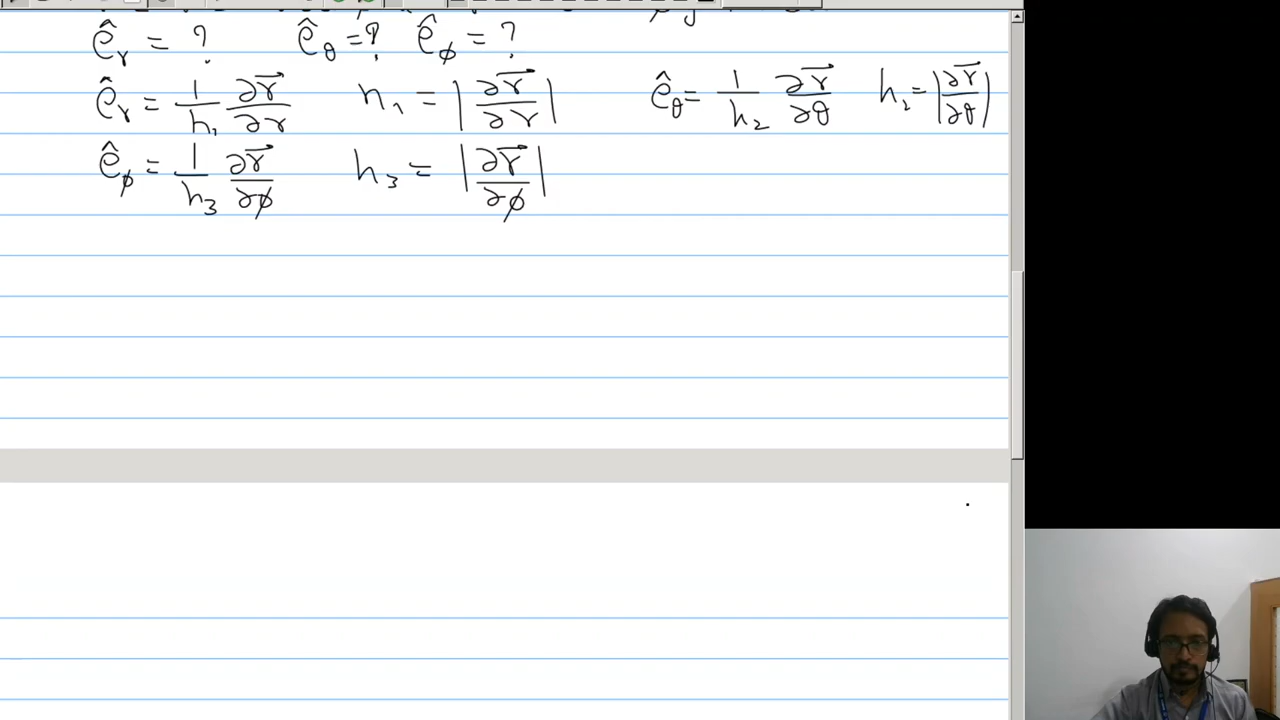 ê_r = ? ê_θ = ? ê_ϕ = ?
ê_r = 1/h₁ ∂r⃗/∂r h₁ = |∂r⃗/∂r| ê_θ = 1/h₂ ∂r⃗/∂θ h₂ = |∂r⃗/∂θ|
ê_ϕ = 1/h₃ ∂r⃗/∂ϕ h₃ = |∂r⃗/∂ϕ|